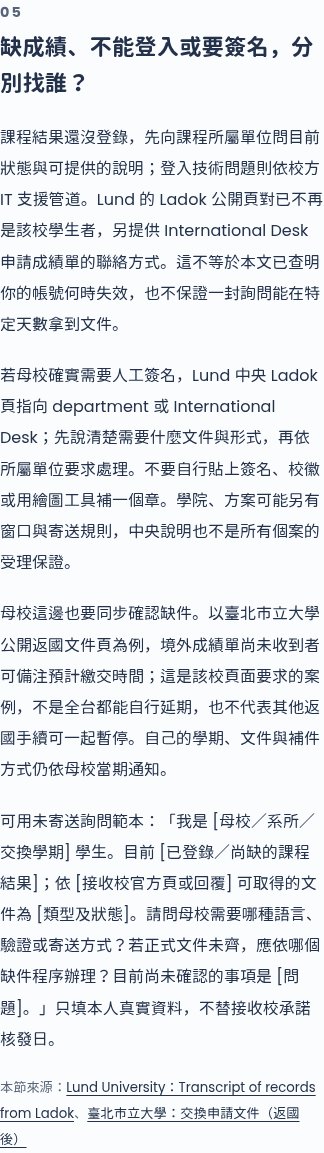 05
缺成績、不能登入或要簽名，分
別找誰？
課程結果還沒登錄，先向課程所屬單位問目前
狀態與可提供的說明；登入技術問題則依校方
IT 支援管道。Lund 的 Ladok 公開頁對已不再
是該校學生者，另提供 International Desk
申請成績單的聯絡方式。這不等於本文已查明
你的帳號何時失效，也不保證一封詢問能在特
定天數拿到文件。
若母校確實需要人工簽名，Lund 中央 Ladok
頁指向 department 或 International
Desk；先說清楚需要什麼文件與形式，再依
所屬單位要求處理。不要自行貼上簽名、校徽
或用繪圖工具補一個章。學院、方案可能另有
窗口與寄送規則，中央說明也不是所有個案的
受理保證。
母校這邊也要同步確認缺件。以臺北市立大學
公開返國文件頁為例，境外成績單尚未收到者
可備注預計繳交時間；這是該校頁面要求的案
例，不是全台都能自行延期，也不代表其他返
國手續可一起暫停。自己的學期、文件與補件
方式仍依母校當期通知。
可用未寄送詢問範本：「我是 [母校／系所／
交換學期] 學生。目前 [已登錄／尚缺的課程
結果]；依 [接收校官方頁或回覆] 可取得的文
件為 [類型及狀態]。請問母校需要哪種語言、
驗證或寄送方式？若正式文件未齊，應依哪個
缺件程序辦理？目前尚未確認的事項是 [問
題]。」只填本人真實資料，不替接收校承諾
核發日。
本節來源：Lund University：Transcript of records
from Ladok、臺北市立大學：交換申請文件（返國
後）